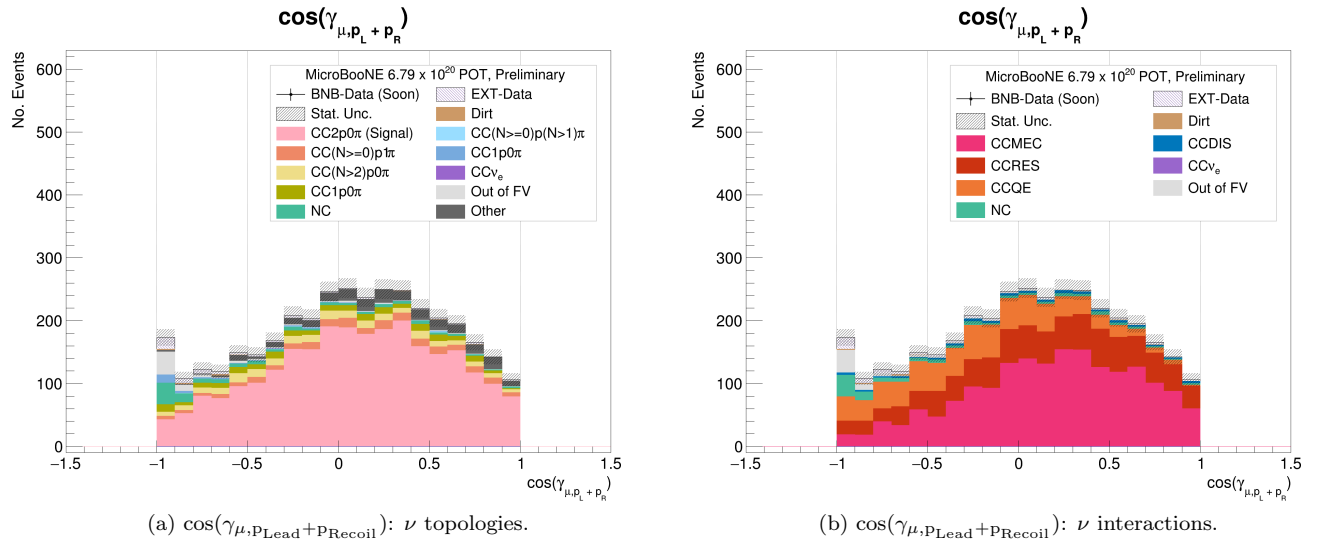 cos(γμ,pL + pR)
No. Events
600
500
400
300
200
100
0
MicroBooNE 6.79 x 10^20 POT, Preliminary
BNB-Data (Soon) EXT-Data
Stat. Unc. Dirt
CC2p0π (Signal) CC(N>=0)p(N>1)π
CC(N>=0)p1π CC1p0π
CC(N>2)p0π CCνe
CC1p0π Out of FV
NC Other
−1.5 −1 −0.5 0 0.5 1 1.5
cos(γμ,pL + pR)
(a) cos(γμ,pLead+pRecoil): ν topologies.
cos(γμ,pL + pR)
No. Events
600
500
400
300
200
100
0
MicroBooNE 6.79 x 10^20 POT, Preliminary
BNB-Data (Soon) EXT-Data
Stat. Unc. Dirt
CCMEC CCDIS
CCRES CCνe
CCQE Out of FV
NC
−1.5 −1 −0.5 0 0.5 1 1.5
cos(γμ,pL + pR)
(b) cos(γμ,pLead+pRecoil): ν interactions.